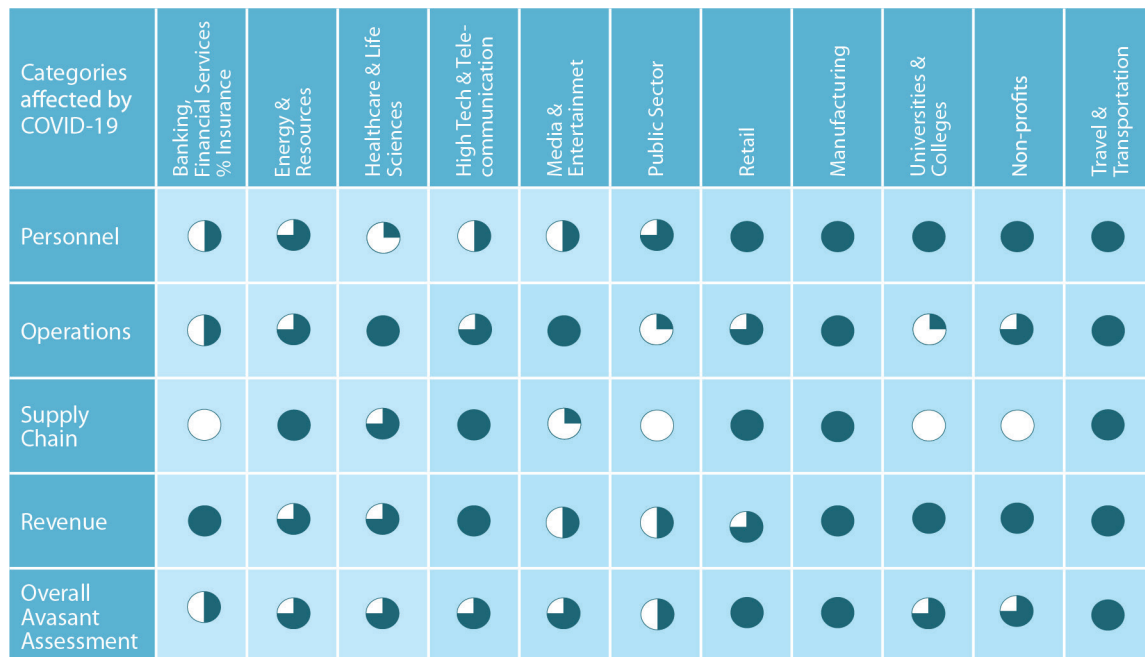 Categories
affected by
COVID-19
Banking,
Financial Services
% Insurance
Energy &
Resources
Healthcare & Life
Sciences
High Tech & Tele-
communication
Media &
Entertainmnet
Public Sector
Retail
Manufacturing
Universities &
Colleges
Non-profits
Travel &
Transportation
Personnel
Operations
Supply
Chain
Revenue
Overall
Avasant
Assessment